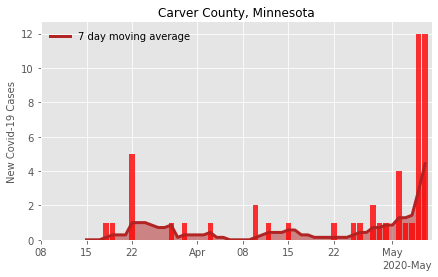 Carver County, Minnesota
7 day moving average
New Covid-19 Cases
12
10
8
6
4
2
0
08 15 22 Apr 08 15 22 May
2020-May